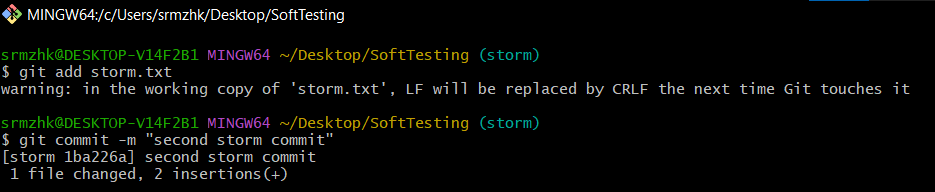 MINGW64:/c/Users/srmzhk/Desktop/SoftTesting
srmzhk@DESKTOP-V14F2B1 MINGW64 ~/Desktop/SoftTesting (storm)
$ git add storm.txt
warning: in the working copy of 'storm.txt', LF will be replaced by CRLF the next time Git touches it
srmzhk@DESKTOP-V14F2B1 MINGW64 ~/Desktop/SoftTesting (storm)
$ git commit -m "second storm commit"
[storm 1ba226a] second storm commit
 1 file changed, 2 insertions(+)